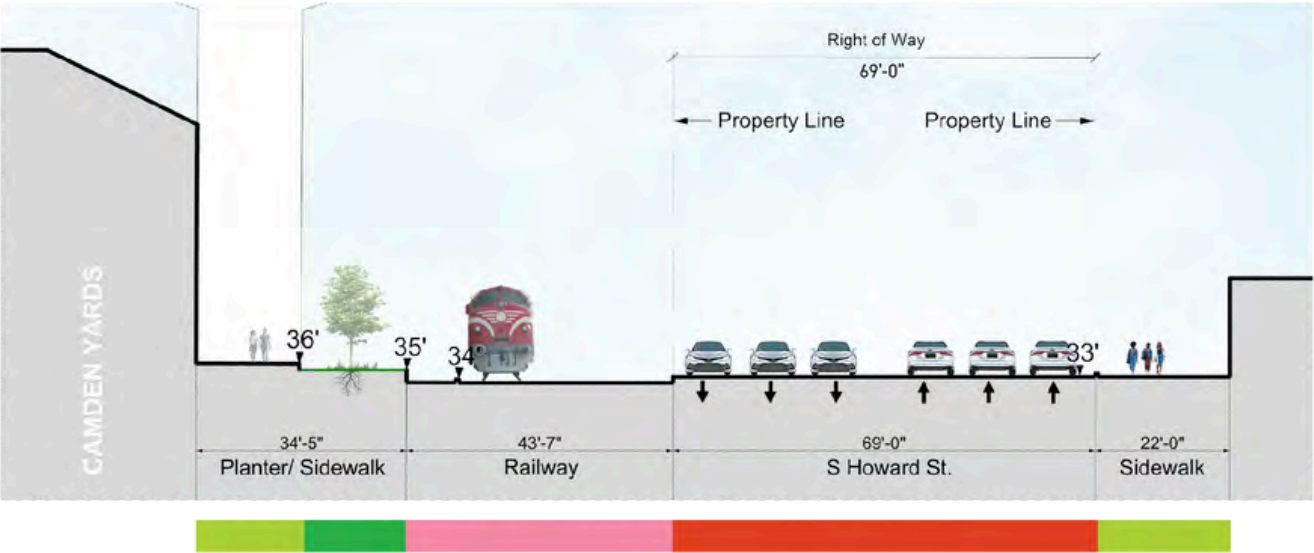 Right of Way
69'-0"
Property Line
Property Line
CAMDEN YARDS
36'
35'
34'
33'
34'-5"
43'-7"
69'-0"
22'-0"
Planter/ Sidewalk
Railway
S Howard St.
Sidewalk